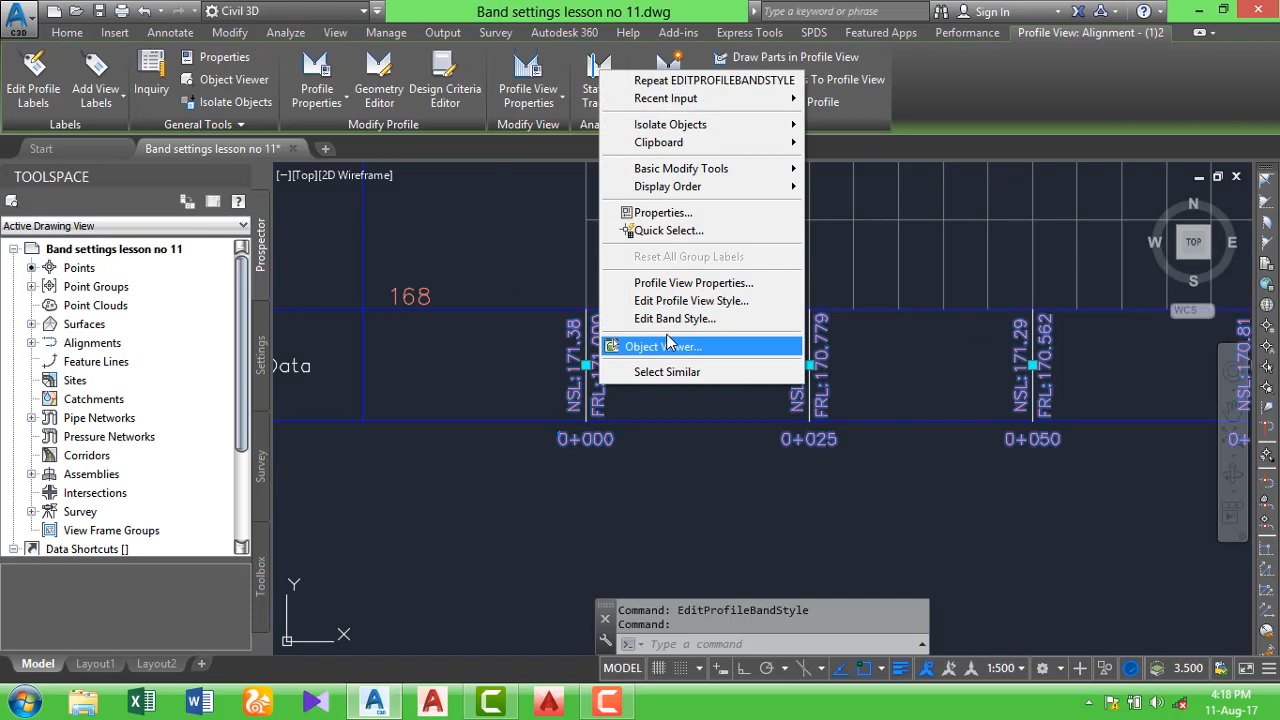 Civil 3D
Band settings lesson no 11.dwg
Type a keyword or phrase
Sign In
C3D
Home
Insert
Annotate
Modify
Analyze
View
Manage
Output
Survey
Autodesk 360
Help
Add-ins
Express Tools
SPDS
Featured Apps
Performance
Profile View: Alignment - (1)2
Edit Profile
Labels
Add View
Labels
Labels
Inquiry
Properties
Object Viewer
Isolate Objects
General Tools
Profile
Properties
Geometry
Editor
Design Criteria
Editor
Modify Profile
Profile View
Properties
Modify View
Draw Parts in Profile View
To Profile View
Profile
Start
Band settings lesson no 11*
TOOLSPACE
Active Drawing View
Band settings lesson no 11
Points
Point Groups
Point Clouds
Surfaces
Alignments
Feature Lines
Sites
Catchments
Pipe Networks
Pressure Networks
Corridors
Assemblies
Intersections
Survey
View Frame Groups
Data Shortcuts []
Prospector
Settings
Survey
Toolbox
[−][Top][2D Wireframe]
Repeat EDITPROFILEBANDSTYLE
Recent Input
Isolate Objects
Clipboard
Basic Modify Tools
Display Order
Properties...
Quick Select...
Reset All Group Labels
Profile View Properties...
Edit Profile View Style...
Edit Band Style...
Object Viewer...
Select Similar
N
W
TOP
E
S
WCS
168
Data
NSL:171.38
NSL:
FRL:170.779
NSL:171.29
FRL:170.562
0+000
0+025
0+050
Y
X
Command: EditProfileBandStyle
Command:
Type a command
Model
Layout1
Layout2
MODEL
1:500
3.500
4:18 PM
11-Aug-17